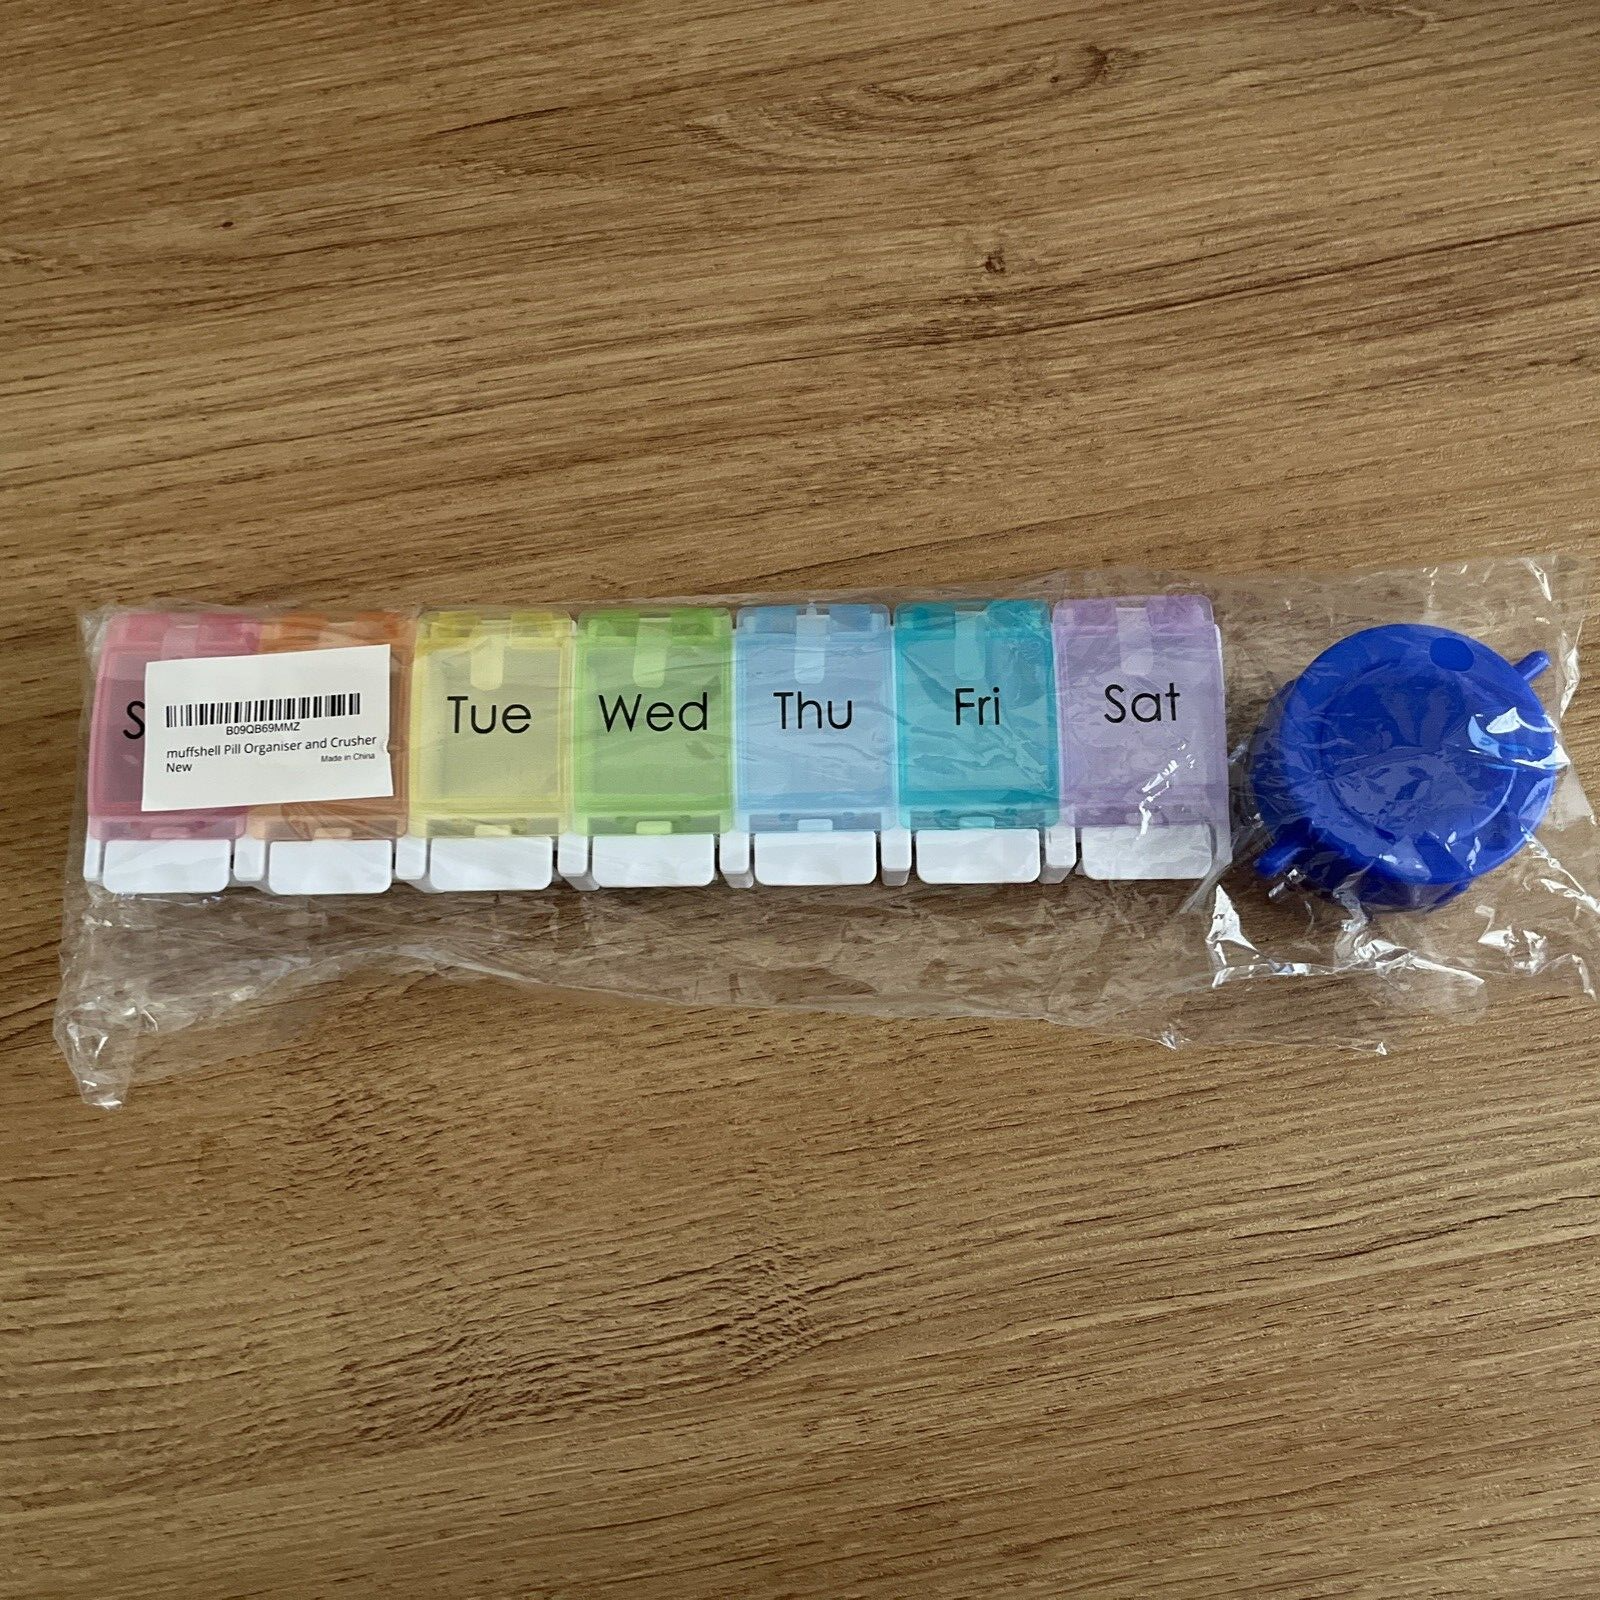 S
Tue
Wed
Thu
Fri
Sat
B09QB69MMZ
muffshell Pill Organiser and Crusher
New
Made in China